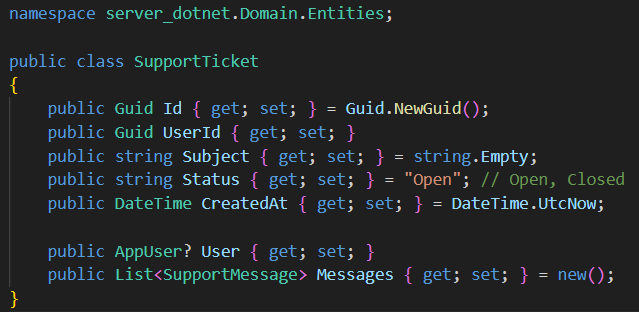 namespace server_dotnet.Domain.Entities;
public class SupportTicket
{
public Guid Id { get; set; } = Guid.NewGuid();
public Guid UserId { get; set; }
public string Subject { get; set; } = string.Empty;
public string Status { get; set; } = "Open"; // Open, Closed
public DateTime CreatedAt { get; set; } = DateTime.UtcNow;
public AppUser? User { get; set; }
public List<SupportMessage> Messages { get; set; } = new();
}